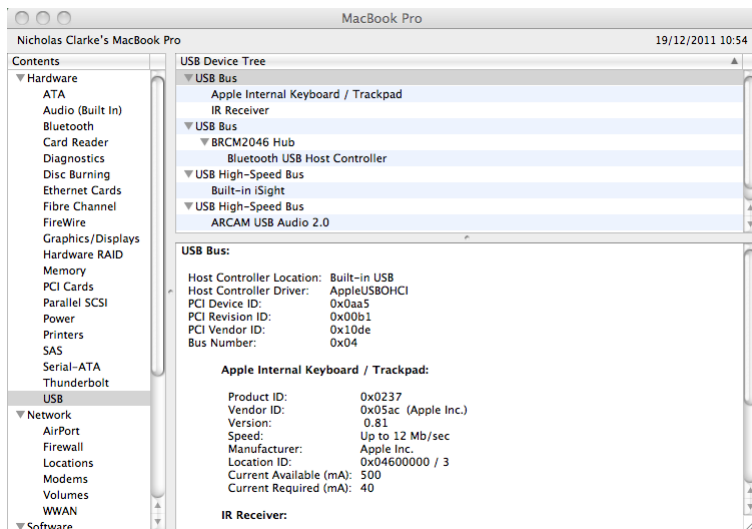 MacBook Pro
Nicholas Clarke's MacBook Pro 19/12/2011 10:54
Contents
Hardware
ATA
Audio (Built In)
Bluetooth
Card Reader
Diagnostics
Disc Burning
Ethernet Cards
Fibre Channel
FireWire
Graphics/Displays
Hardware RAID
Memory
PCI Cards
Parallel SCSI
Power
Printers
SAS
Serial-ATA
Thunderbolt
USB
Network
AirPort
Firewall
Locations
Modems
Volumes
WWAN
Software
USB Device Tree
USB Bus
Apple Internal Keyboard / Trackpad
IR Receiver
USB Bus
BRCM2046 Hub
Bluetooth USB Host Controller
USB High-Speed Bus
Built-in iSight
USB High-Speed Bus
ARCAM USB Audio 2.0
USB Bus:
Host Controller Location: Built-in USB
Host Controller Driver: AppleUSBOHCI
PCI Device ID: 0x0aa5
PCI Revision ID: 0x00b1
PCI Vendor ID: 0x10de
Bus Number: 0x04
Apple Internal Keyboard / Trackpad:
Product ID: 0x0237
Vendor ID: 0x05ac (Apple Inc.)
Version: 0.81
Speed: Up to 12 Mb/sec
Manufacturer: Apple Inc.
Location ID: 0x04600000 / 3
Current Available (mA): 500
Current Required (mA): 40
IR Receiver: